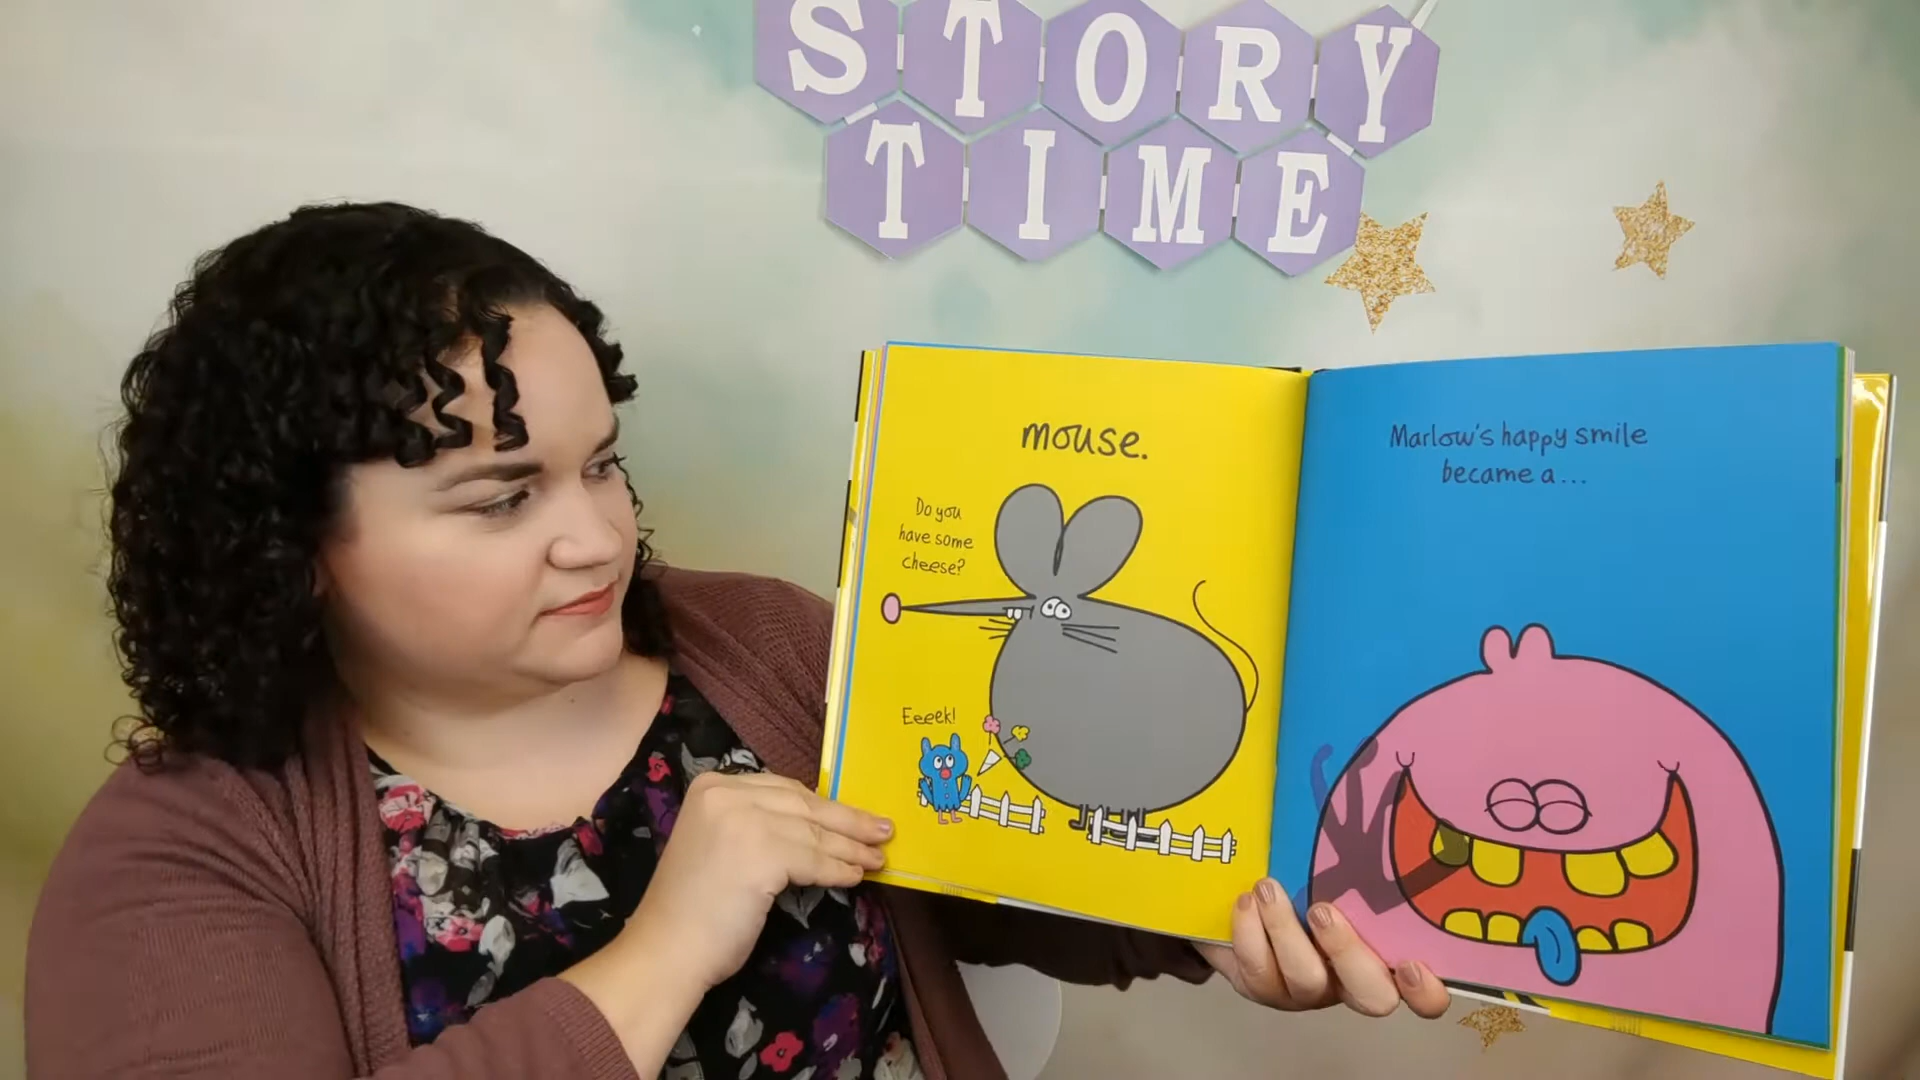 STORY
TIME
mouse.
Do you
have some
cheese?
Eeeek!
Marlow's happy smile
became a...